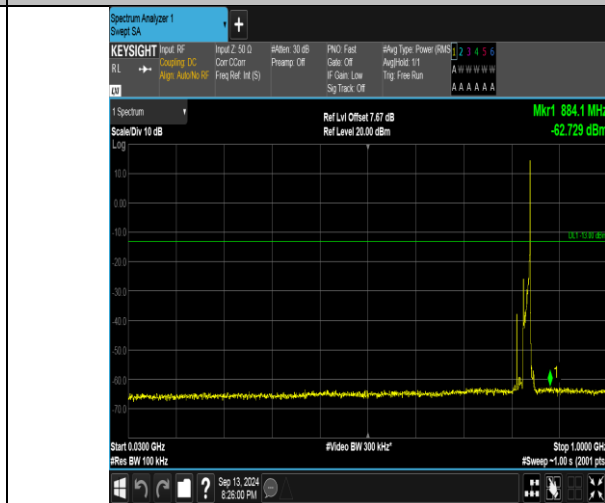 Spectrum Analyzer 1
Swept SA
+
KEYSIGHT Input: RF Input Z: 50 Ω #Atten: 30 dB PNO: Fast #Avg Type: Power (RMS 1 2 3 4 5 6
RL Coupling: DC Corr CCorr Preamp: Off Gate: Off Avg|Hold: 1/1 A W W W W W
Align: Auto/No RF Freq Ref: Int (S) IF Gain: Low Trig: Free Run
LXI Sig Track: Off A A A A A A
1 Spectrum Ref Lvl Offset 7.67 dB Mkr1 884.1 MHz
Scale/Div 10 dB Ref Level 20.00 dBm -62.729 dBm
Log
10.0
0.00
-10.0 DL1 -13.00 dBm
-20.0
-30.0
-40.0
-50.0
-60.0 1
-70.0
Start 0.0300 GHz #Video BW 300 kHz* Stop 1.0000 GHz
#Res BW 100 kHz #Sweep ~1.00 s (2001 pts
? Sep 13, 2024
8:26:00 PM